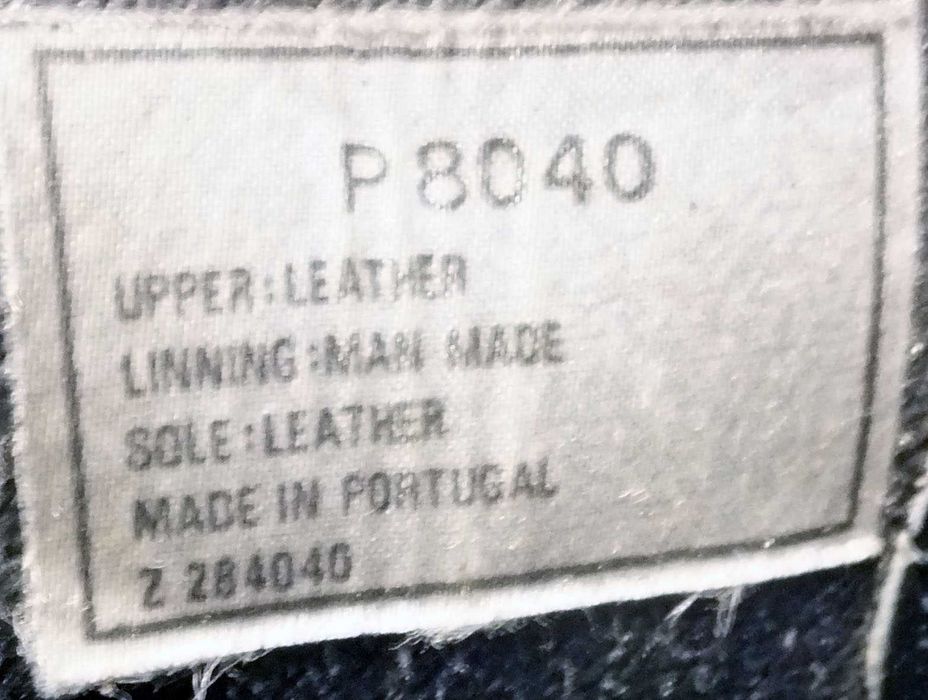 P 8040
UPPER:LEATHER
LINNING:MAN MADE
SOLE:LEATHER
MADE IN PORTUGAL
Z 284040